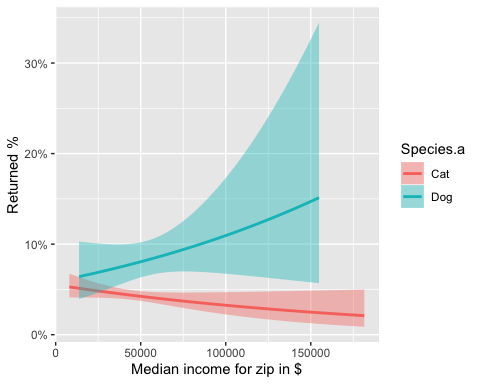 30%
20%
10%
0%
Returned %
0
50000
100000
150000
Median income for zip in $
Species.a
Cat
Dog